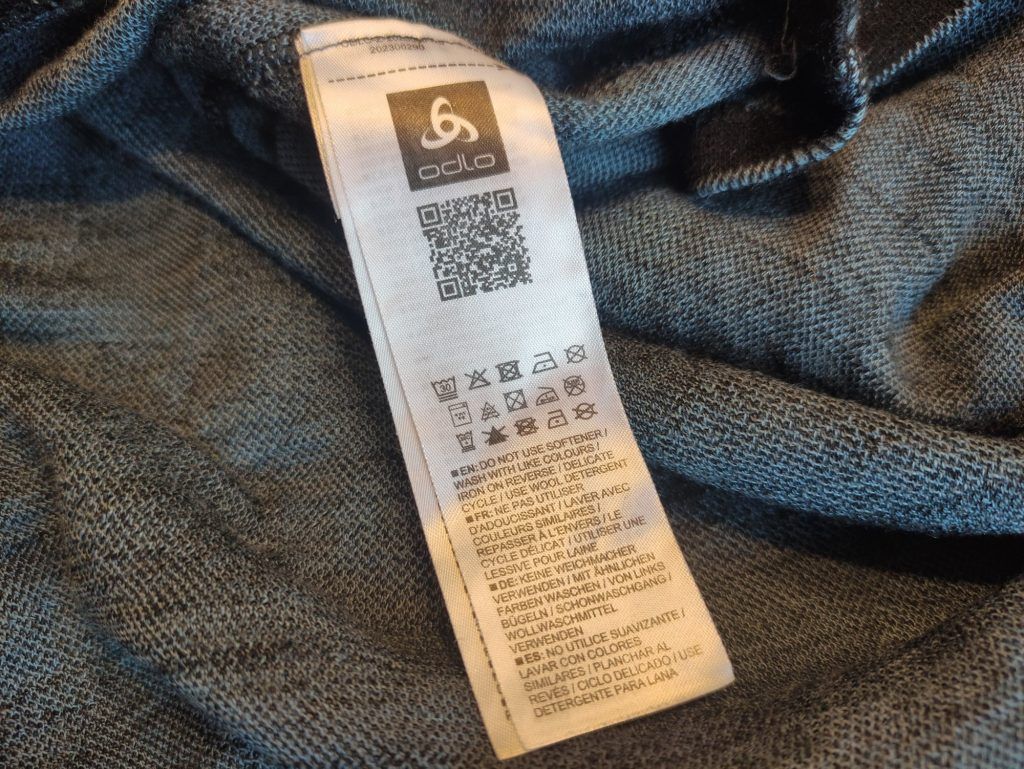 odlo
30
■EN: DO NOT USE SOFTENER /
WASH WITH LIKE COLOURS /
IRON ON REVERSE / DELICATE
CYCLE / USE WOOL DETERGENT
■FR: NE PAS UTILISER
D'ADOUCISSANT / LAVER AVEC
COULEURS SIMILAIRES /
REPASSER À L'ENVERS / LE
CYCLE DÉLICAT / UTILISER UNE
LESSIVE POUR LAINE
■DE: KEINE WEICHMACHER
VERWENDEN / MIT ÄHNLICHEN
FARBEN WASCHEN / VON LINKS
BÜGELN / SCHONWASCHGANG /
WOLLWASCHMITTEL
VERWENDEN
■ES: NO UTILICE SUAVIZANTE /
LAVAR CON COLORES
SIMILARES / PLANCHAR AL
REVÉS / CICLO DELICADO / USE
DETERGENTE PARA LANA